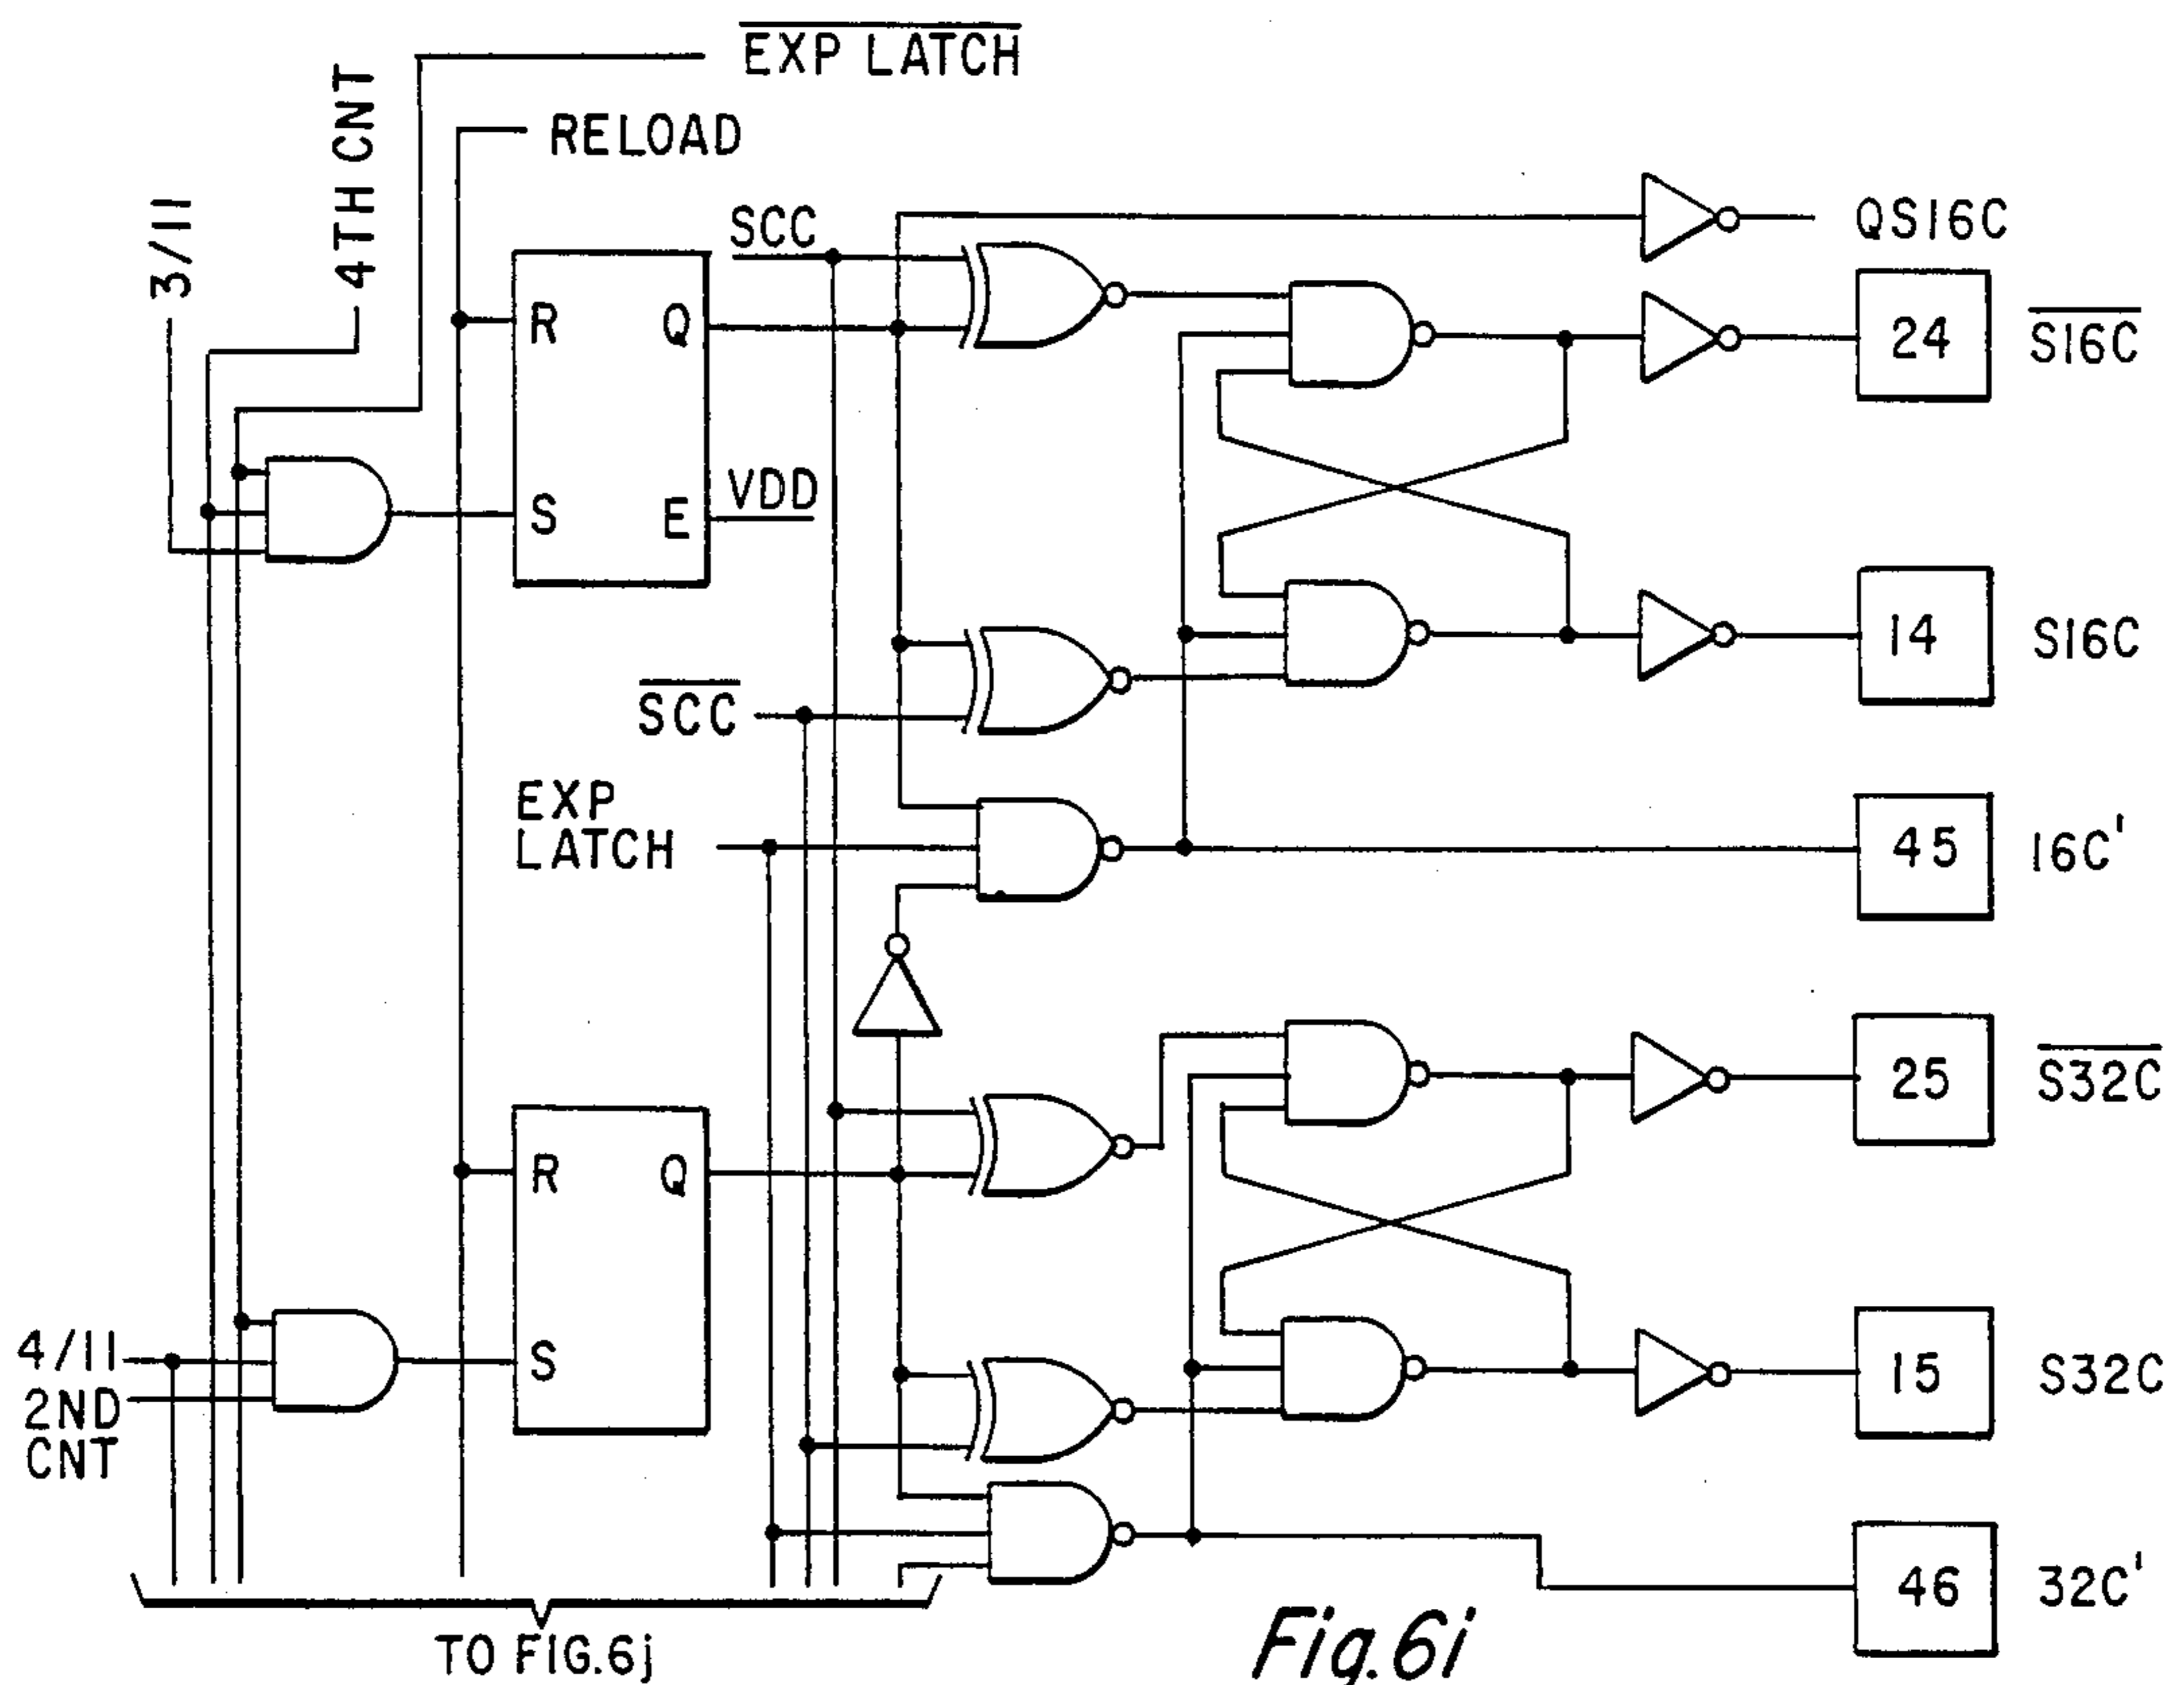 EXP LATCH
4TH CNT
RELOAD
3/11
SCC
QS16C
R
Q
24
S16C
VDD
S
E
14
S16C
SCC
EXP
LATCH
45
16C'
25
S32C
R
Q
4/11
S
15
S32C
2ND
CNT
46
32C'
TO FIG.6j
Fig.6i